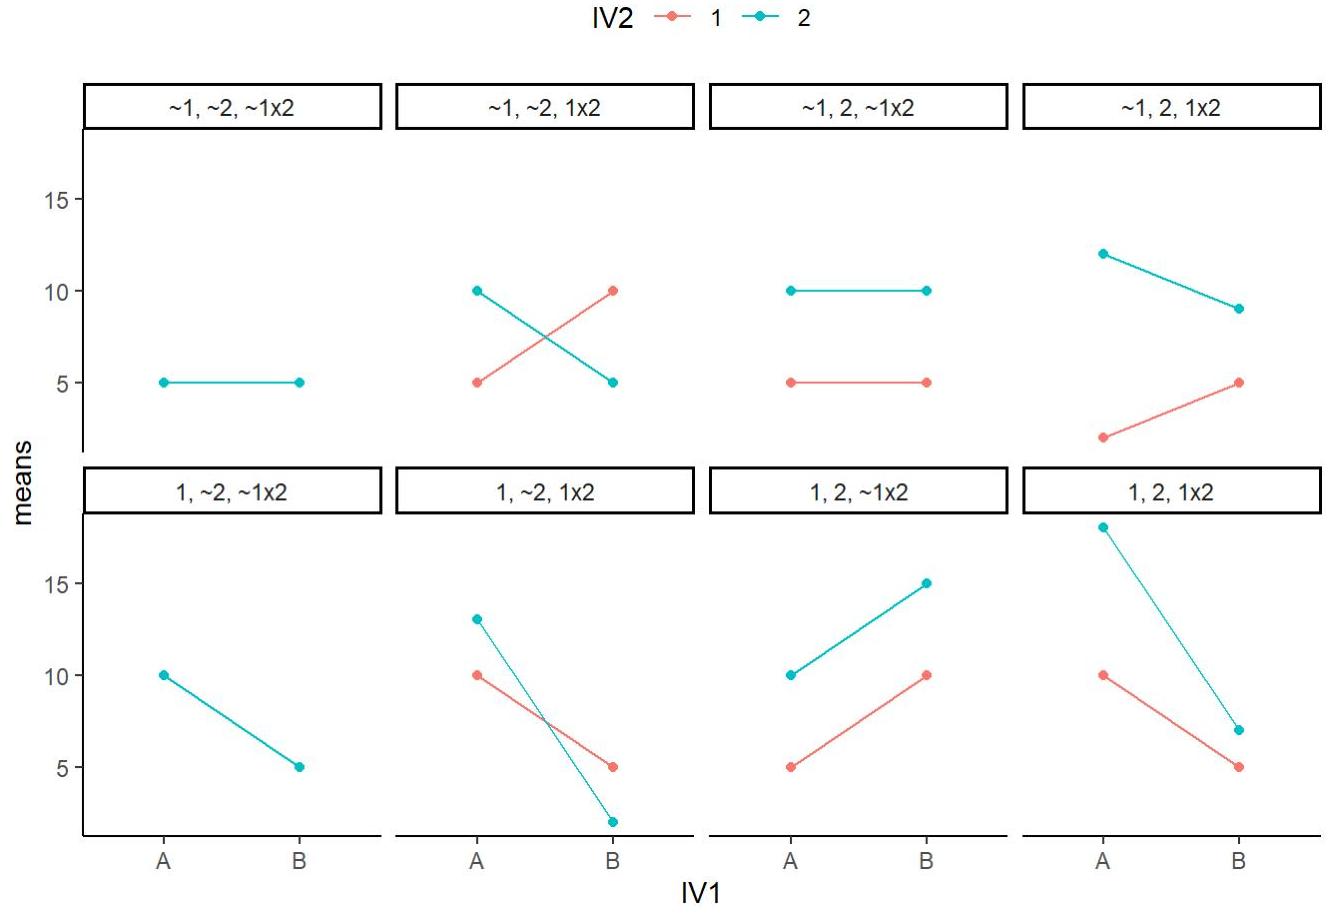 IV2 1 2
~1, ~2, ~1x2
~1, ~2, 1x2
~1, 2, ~1x2
~1, 2, 1x2
15
10
5
means
1, ~2, ~1x2
1, ~2, 1x2
1, 2, ~1x2
1, 2, 1x2
15
10
5
A B A B A B A B
IV1